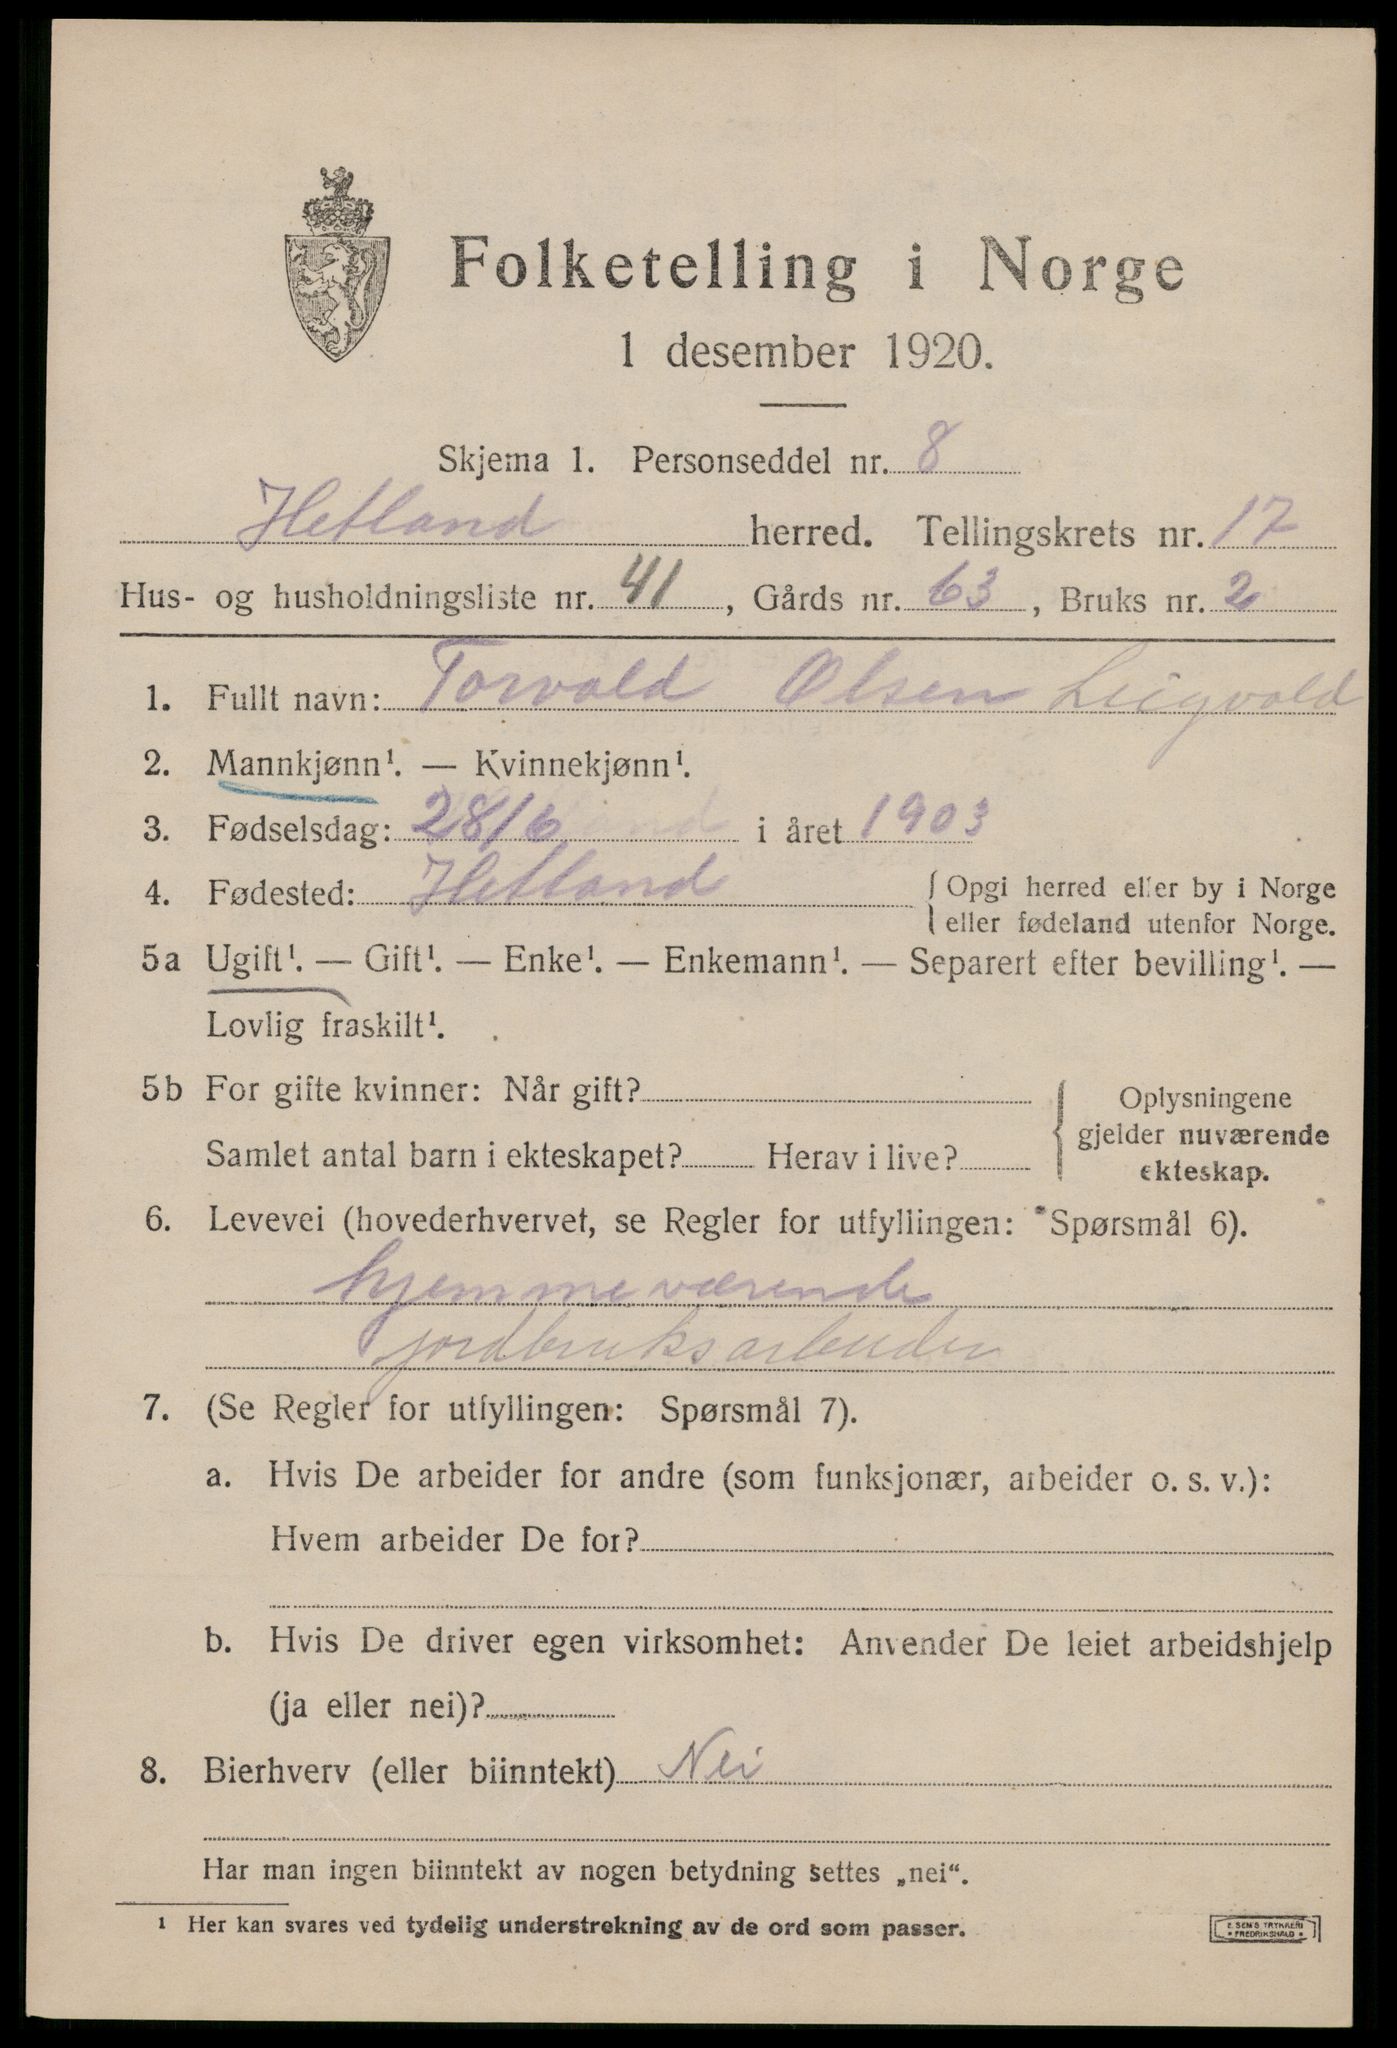 Folketelling i Norge
1 desember 1920.
Skjema 1. Personseddel nr. 8
Hetland herred. Tellingskrets nr. 17
Hus- og husholdningsliste nr. 41, Gårds nr. 63, Bruks nr. 2
1. Fullt navn: Torvald Olsen Leigvold
2. Mannkjønn¹. — Kvinnekjønn¹.
3. Fødselsdag: 28/6 i året 1903
4. Fødested: Hetland {Opgi herred eller by i Norge
eller fødeland utenfor Norge.
5a Ugift¹. — Gift¹. — Enke¹. — Enkemann¹. — Separert efter bevilling¹. —
Lovlig fraskilt¹.
5b For gifte kvinner: Når gift?
Samlet antal barn i ekteskapet? Herav i live?
{Oplysningene
gjelder nuværende
ekteskap.
6. Levevei (hovederhvervet, se Regler for utfyllingen: Spørsmål 6).
hjemmeværende
jordbruksarbeider
7. (Se Regler for utfyllingen: Spørsmål 7).
a. Hvis De arbeider for andre (som funksjonær, arbeider o. s. v.):
Hvem arbeider De for?
b. Hvis De driver egen virksomhet: Anvender De leiet arbeidshjelp
(ja eller nei)?
8. Bierhverv (eller biinntekt) Nei
Har man ingen biinntekt av nogen betydning settes „nei“.
¹ Her kan svares ved tydelig understrekning av de ord som passer.
E. SEM'S TRYKKERI
FREDRIKSHALD